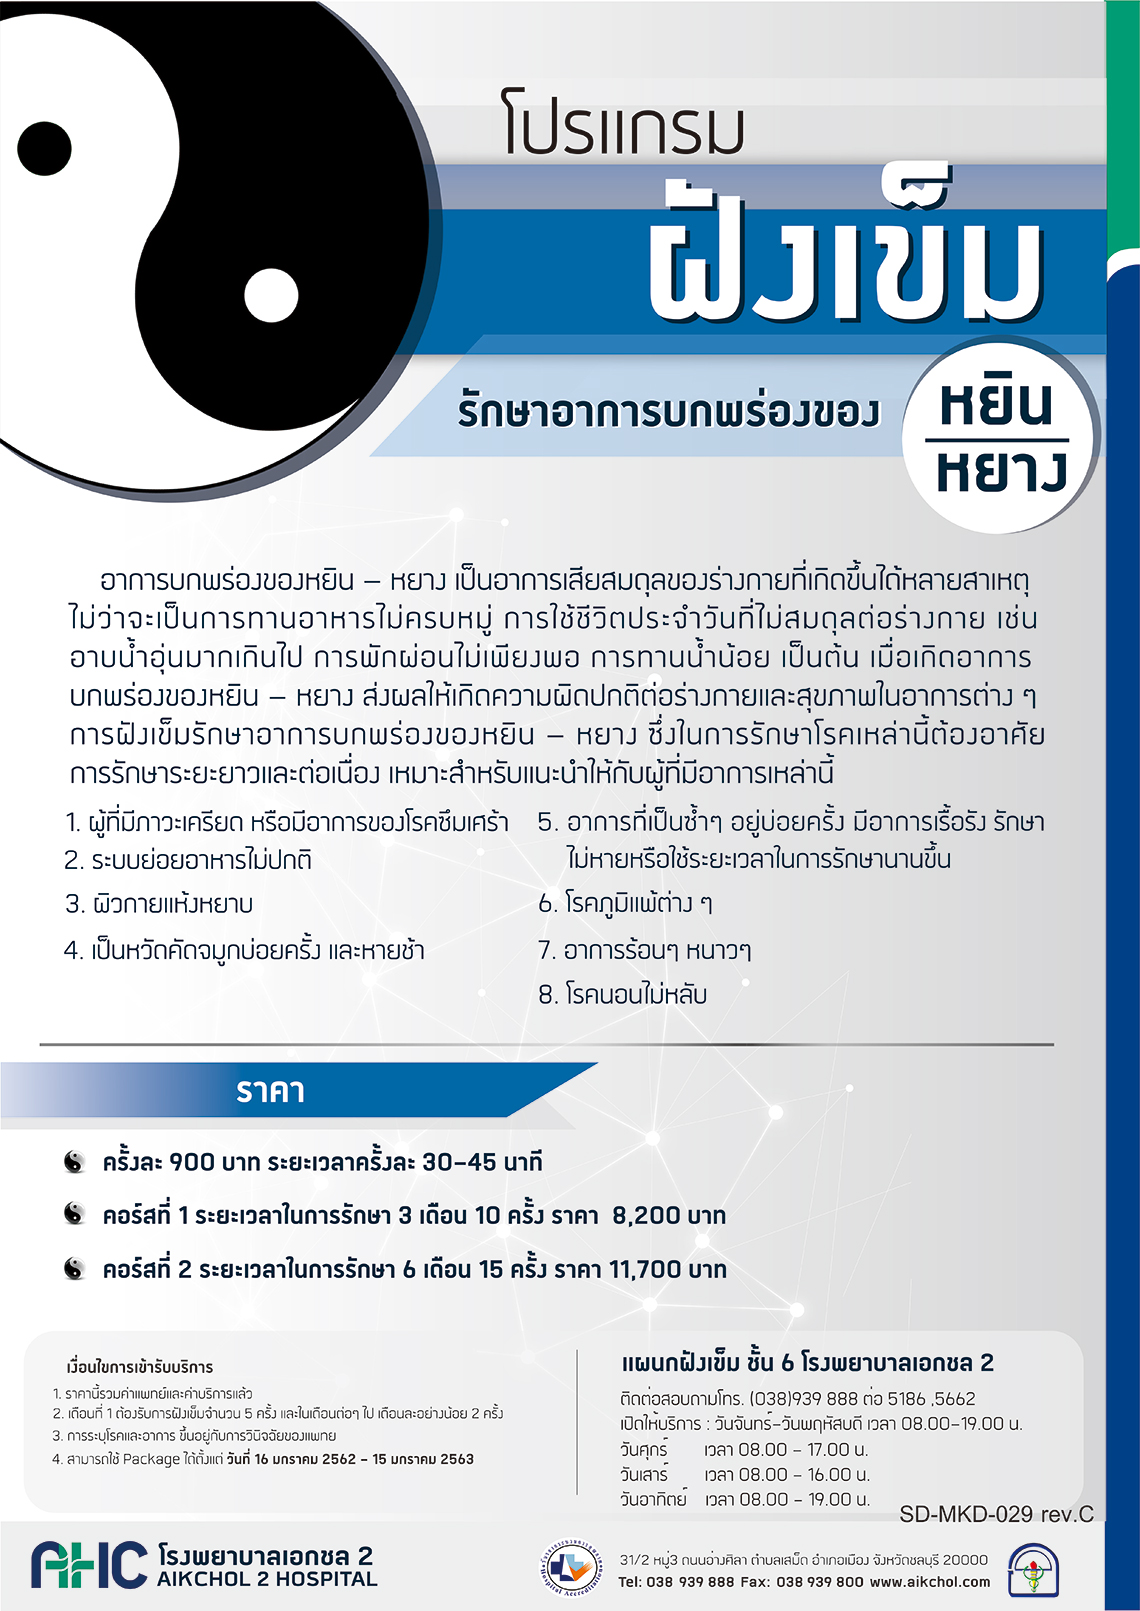 โปรแกรม
ฝังเข็ม
รักษาอาการบกพร่องของ
หยิน
หยาง
อาการบกพร่องของหยิน – หยาง เป็นอาการเสียสมดุลของร่างกายที่เกิดขึ้นได้หลายสาเหตุ
ไม่ว่าจะเป็นการทานอาหารไม่ครบหมู่ การใช้ชีวิตประจำวันที่ไม่สมดุลต่อร่างกาย เช่น
อาบน้ำอุ่นมากเกินไป การพักผ่อนไม่เพียงพอ การทานน้ำน้อย เป็นต้น เมื่อเกิดอาการ
บกพร่องของหยิน – หยาง ส่งผลให้เกิดความผิดปกติต่อร่างกายและสุขภาพในอาการต่าง ๆ
การฝังเข็มรักษาอาการบกพร่องของหยิน – หยาง ซึ่งในการรักษาโรคเหล่านี้ต้องอาศัย
การรักษาระยะยาวและต่อเนื่อง เหมาะสำหรับแนะนำให้กับผู้ที่มีอาการเหล่านี้
1. ผู้ที่มีภาวะเครียด หรือมีอาการของโรคซึมเศร้า
2. ระบบย่อยอาหารไม่ปกติ
3. ผิวกายแห้งหยาบ
4. เป็นหวัดคัดจมูกบ่อยครั้ง และหายช้า
5. อาการที่เป็นซ้ำๆ อยู่บ่อยครั้ง มีอาการเรื้อรัง รักษา
ไม่หายหรือใช้ระยะเวลาในการรักษานานขึ้น
6. โรคภูมิแพ้ต่าง ๆ
7. อาการร้อนๆ หนาวๆ
8. โรคนอนไม่หลับ
ราคา
ครั้งละ 900 บาท ระยะเวลาครั้งละ 30–45 นาที
คอร์สที่ 1 ระยะเวลาในการรักษา 3 เดือน 10 ครั้ง ราคา 8,200 บาท
คอร์สที่ 2 ระยะเวลาในการรักษา 6 เดือน 15 ครั้ง ราคา 11,700 บาท
เงื่อนไขการเข้ารับบริการ
1. ราคานี้รวมค่าแพทย์และค่าบริการแล้ว
2. เดือนที่ 1 ต้องรับการฝังเข็มจำนวน 5 ครั้ง และในเดือนต่อๆ ไป เดือนละอย่างน้อย 2 ครั้ง
3. การระบุโรคและอาการ ขึ้นอยู่กับการวินิจฉัยของแพทย
4. สามารถใช้ Package ได้ตั้งแต่ วันที่ 16 มกราคม 2562 – 15 มกราคม 2563
แผนกฝังเข็ม ชั้น 6 โรงพยาบาลเอกชล 2
ติดต่อสอบถามโทร. (038)939 888 ต่อ 5186 ,5662
เปิดให้บริการ : วันจันทร์–วันพฤหัสบดี เวลา 08.00–19.00 น.
วันศุกร์ เวลา 08.00 – 17.00 น.
วันเสาร์ เวลา 08.00 – 16.00 น.
วันอาทิตย์ เวลา 08.00 – 19.00 น.
SD-MKD-029 rev.C
AHC
โรงพยาบาลเอกชล 2
AIKCHOL 2 HOSPITAL
31/2 หมู่3 ถนนอ่างศิลา ตำบลเสม็ด อำเภอเมือง จังหวัดชลบุรี 20000
Tel: 038 939 888 Fax: 038 939 800 www.aikchol.com